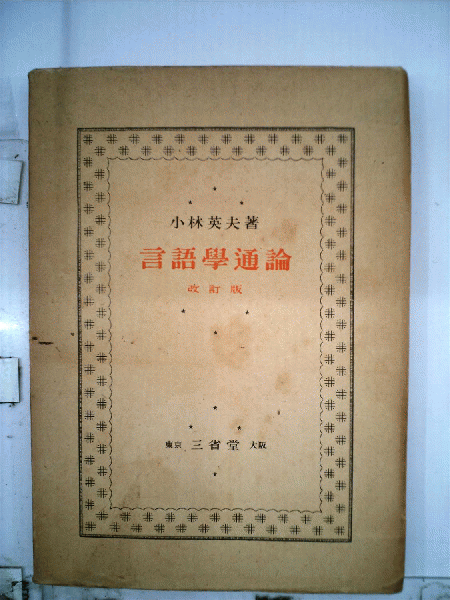 小林英夫著
言語學通論
改訂版
東京 三省堂 大阪